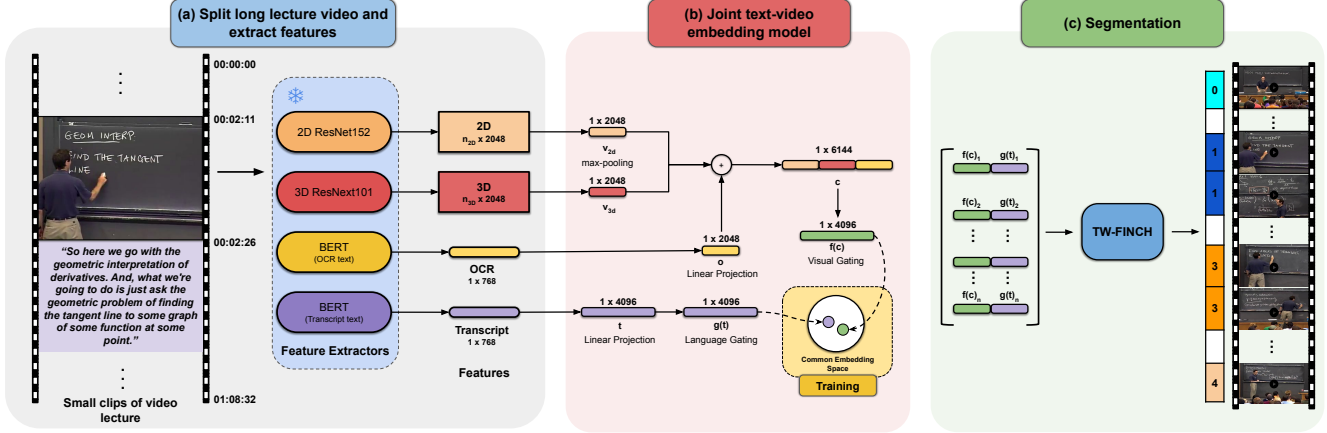 (a) Split long lecture video and
extract features
(b) Joint text-video
embedding model
(c) Segmentation
00:00:00
00:02:11
00:02:26
01:08:32
GEOM INTERP.
FIND THE TANGENT
LINE
“So here we go with the
geometric interpretation of
derivatives. And, what we're
going to do is just ask the
geometric problem of finding
the tangent line to some graph
of some function at some
point.”
Small clips of video
lecture
2D ResNet152
3D ResNext101
BERT
(OCR text)
BERT
(Transcript text)
Feature Extractors
2D
n2D x 2048
3D
n3D x 2048
OCR
1 x 768
Transcript
1 x 768
Features
1 x 2048
v2d
max-pooling
1 x 2048
v3d
+
1 x 2048
o
Linear Projection
1 x 6144
c
1 x 4096
f(c)
Visual Gating
1 x 4096
t
Linear Projection
1 x 4096
g(t)
Language Gating
Common Embedding
Space
Training
f(c)1 g(t)1
f(c)2 g(t)2
f(c)n g(t)n
TW-FINCH
0
1
1
3
3
4